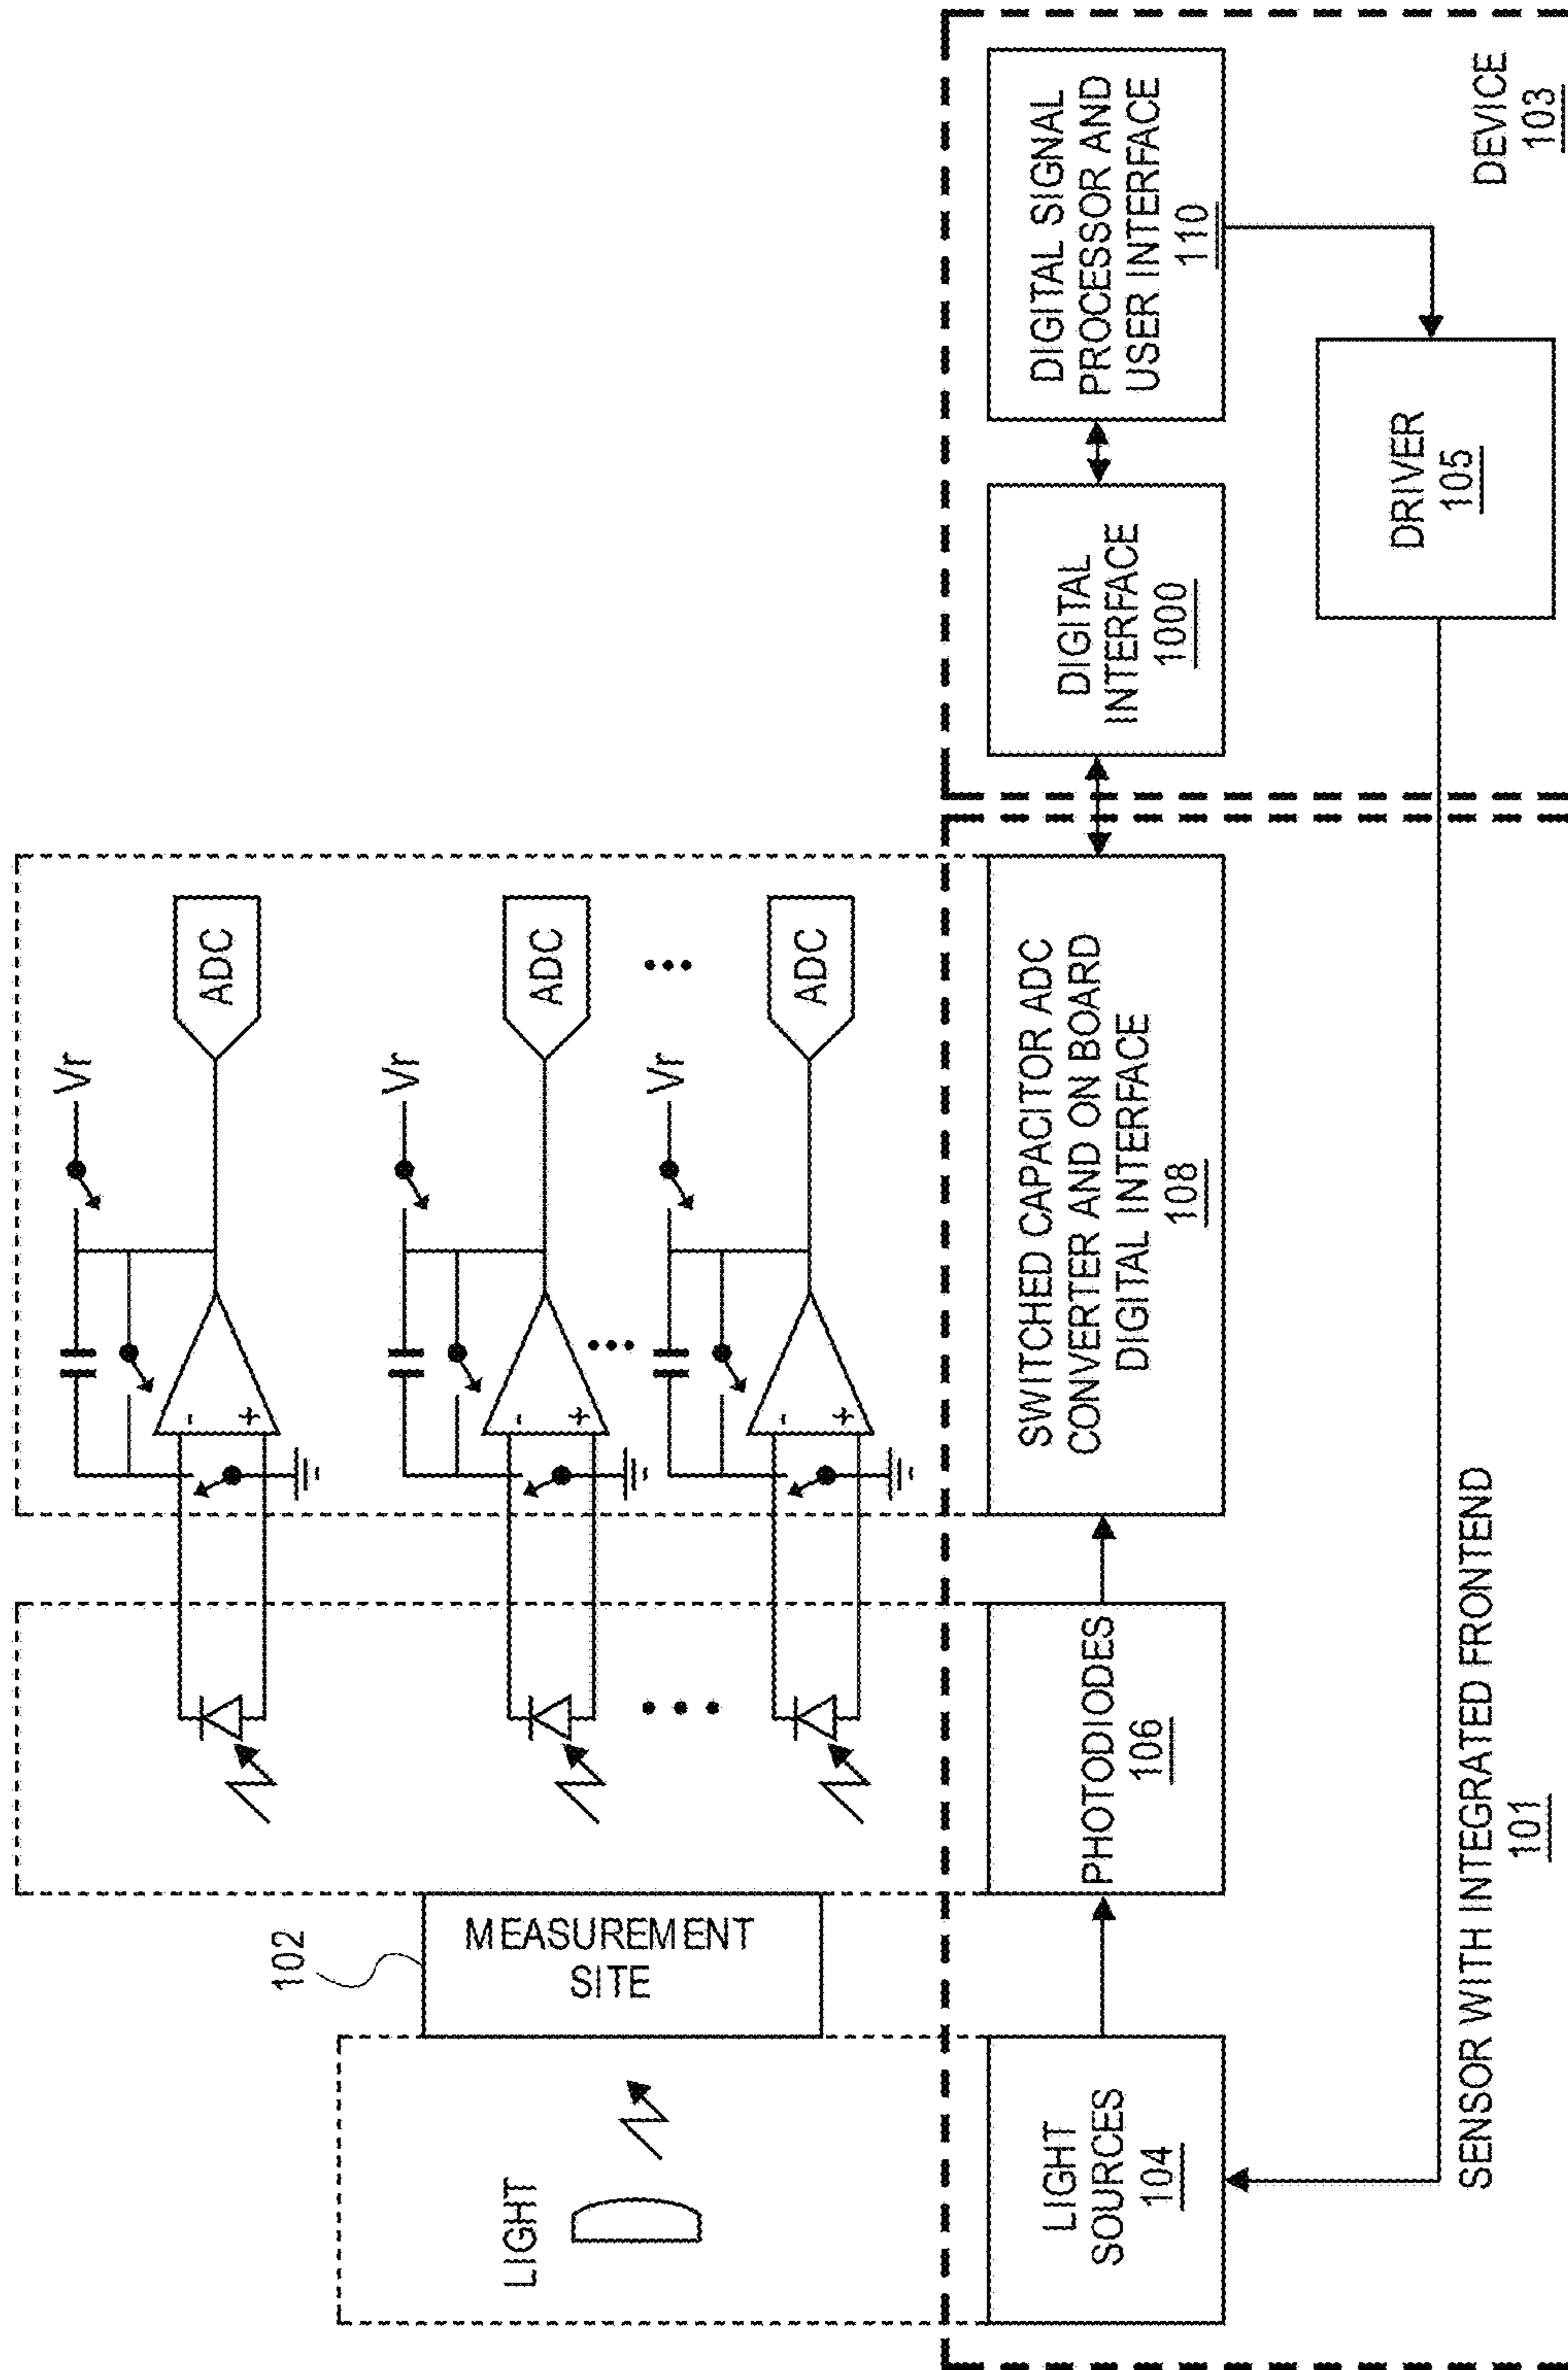 LIGHT
102
MEASUREMENT
SITE
-
+
Vr
ADC
-
+
Vr
ADC
-
+
Vr
ADC
LIGHT
SOURCES
104
PHOTODIODES
106
SWITCHED CAPACITOR ADC
CONVERTER AND ON BOARD
DIGITAL INTERFACE
108
DIGITAL
INTERFACE
1000
DIGITAL SIGNAL
PROCESSOR AND
USER INTERFACE
110
DRIVER
105
SENSOR WITH INTEGRATED FRONTEND
101
DEVICE
103